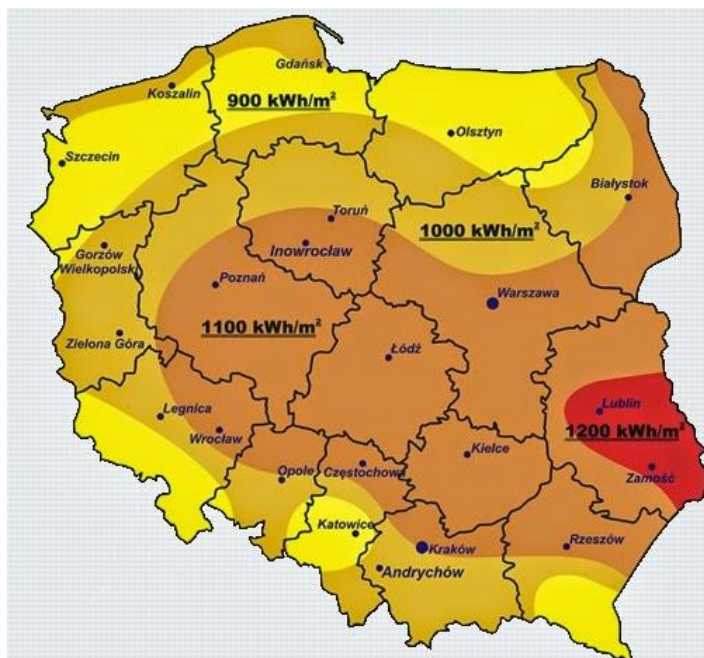 Gdańsk
Koszalin
900 kWh/m²
Olsztyn
Szczecin
Białystok
Toruń
1000 kWh/m²
Gorzów
Wielkopolski
Inowrocław
Poznań
Warszawa
1100 kWh/m²
Zielona Góra
Łódź
Legnica
Lublin
Wrocław
1200 kWh/m²
Kielce
Opole
Częstochowa
Zamość
Katowice
Kraków
Rzeszów
Andrychów